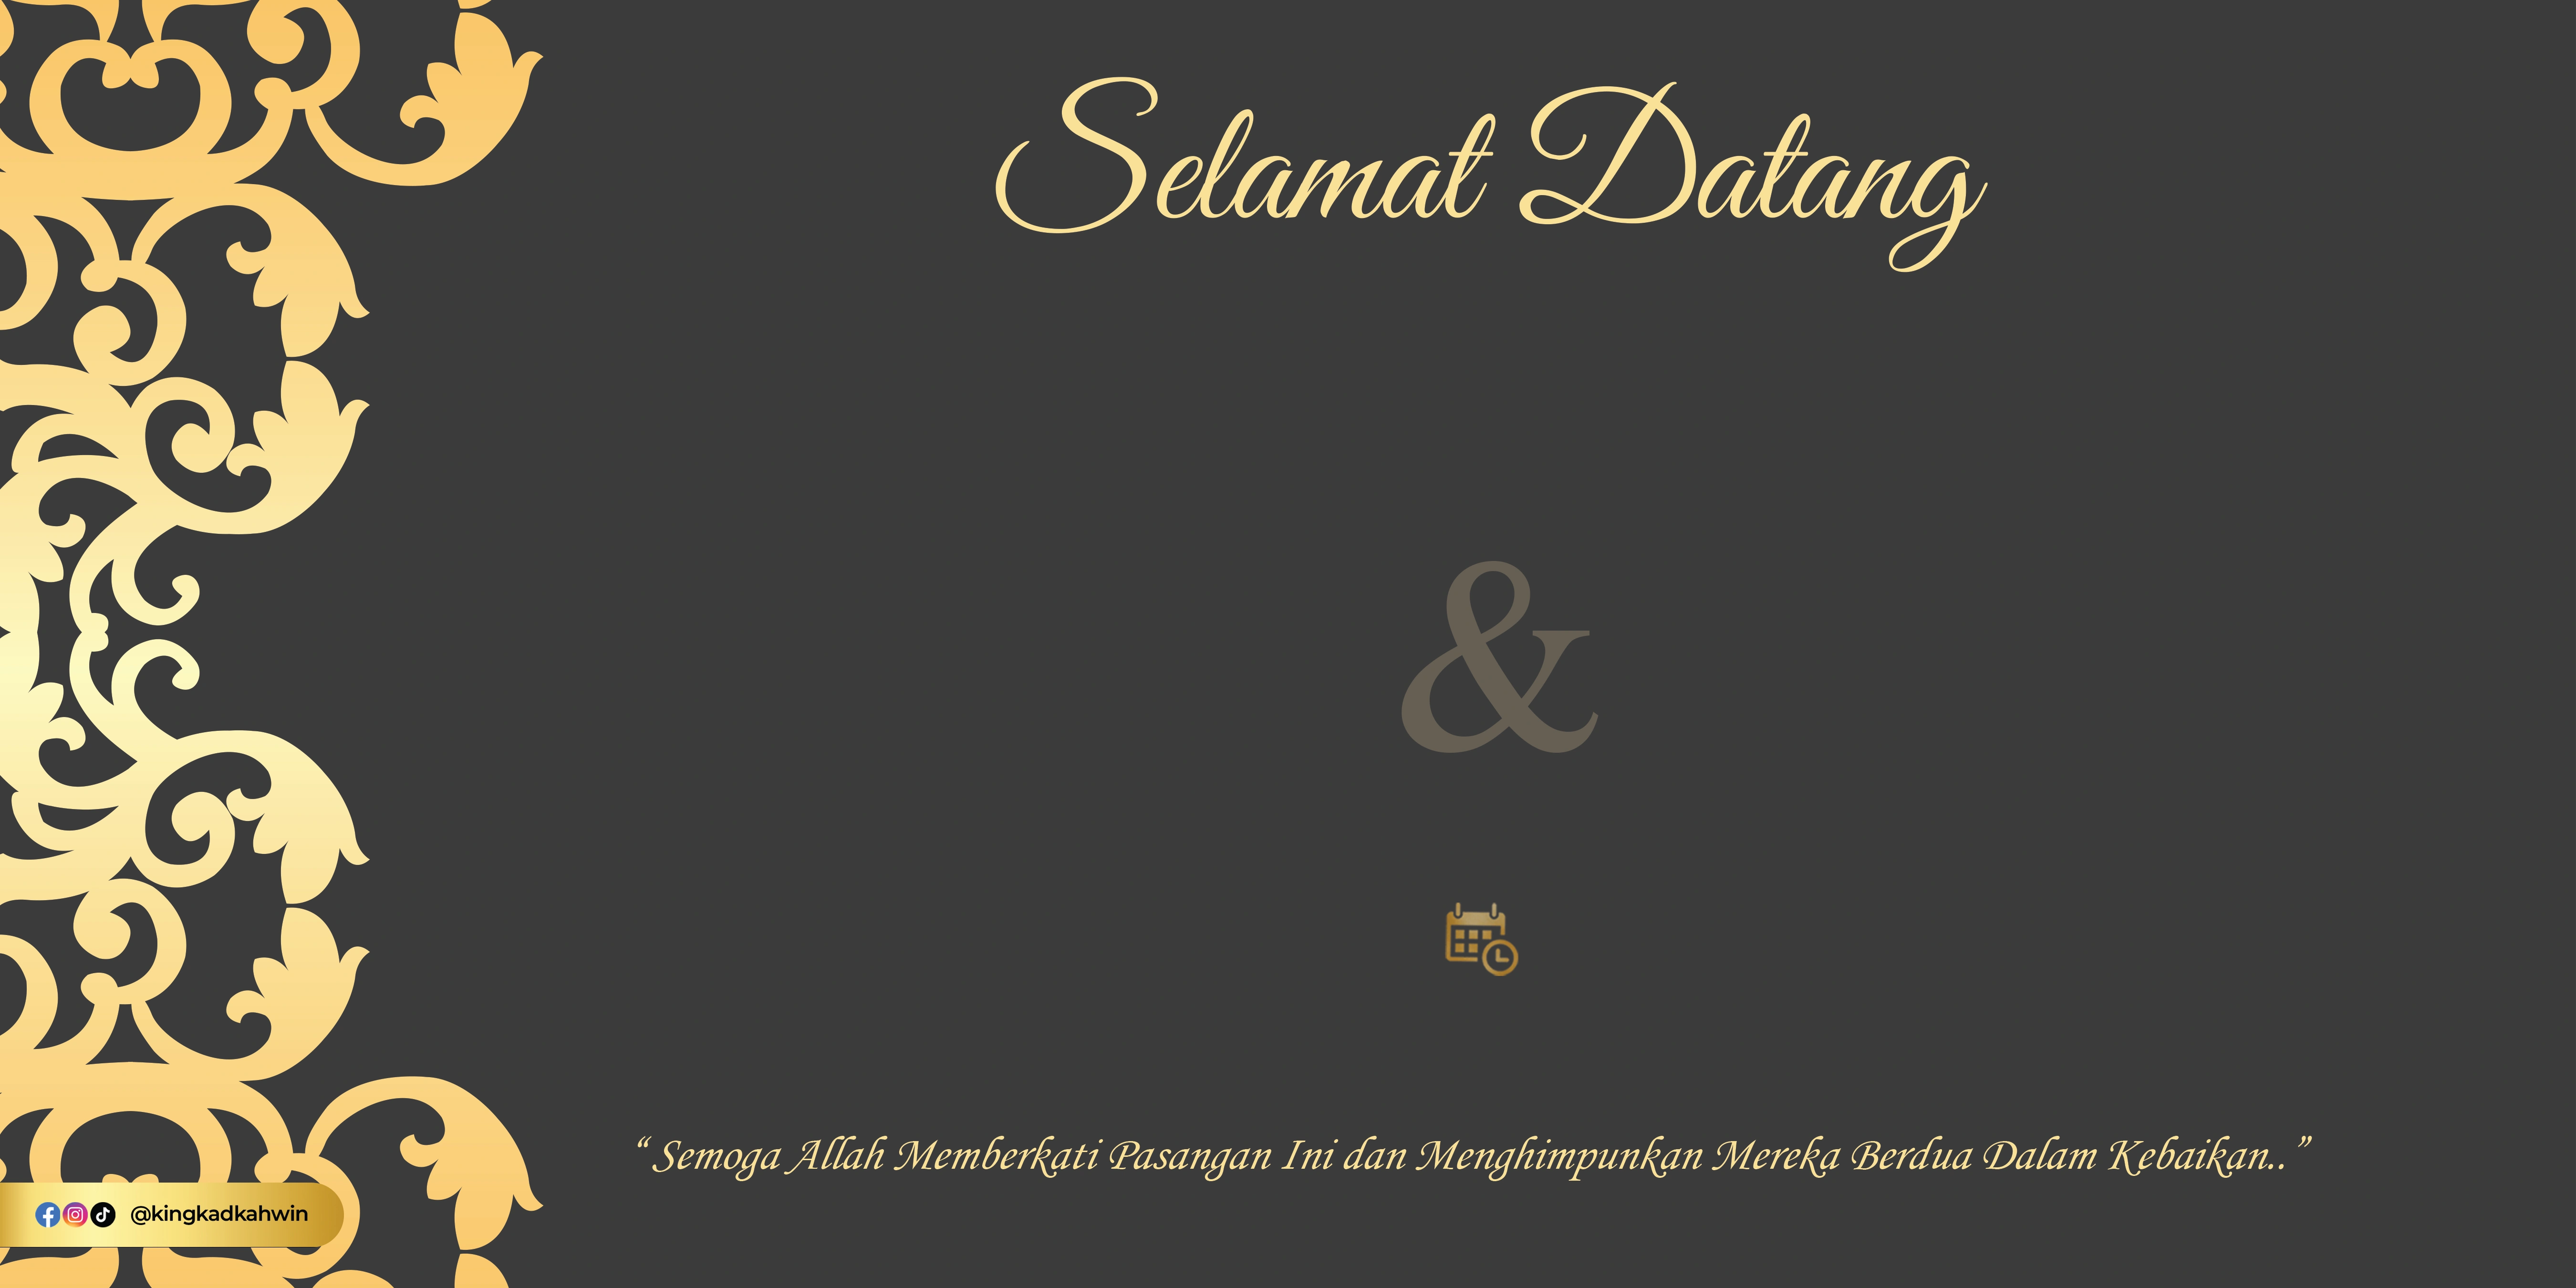 Selamat Datang
&
“ Semoga Allah Memberkati Pasangan Ini dan Menghimpunkan Mereka Berdua Dalam Kebaikan.. ”
@kingkadkahwin